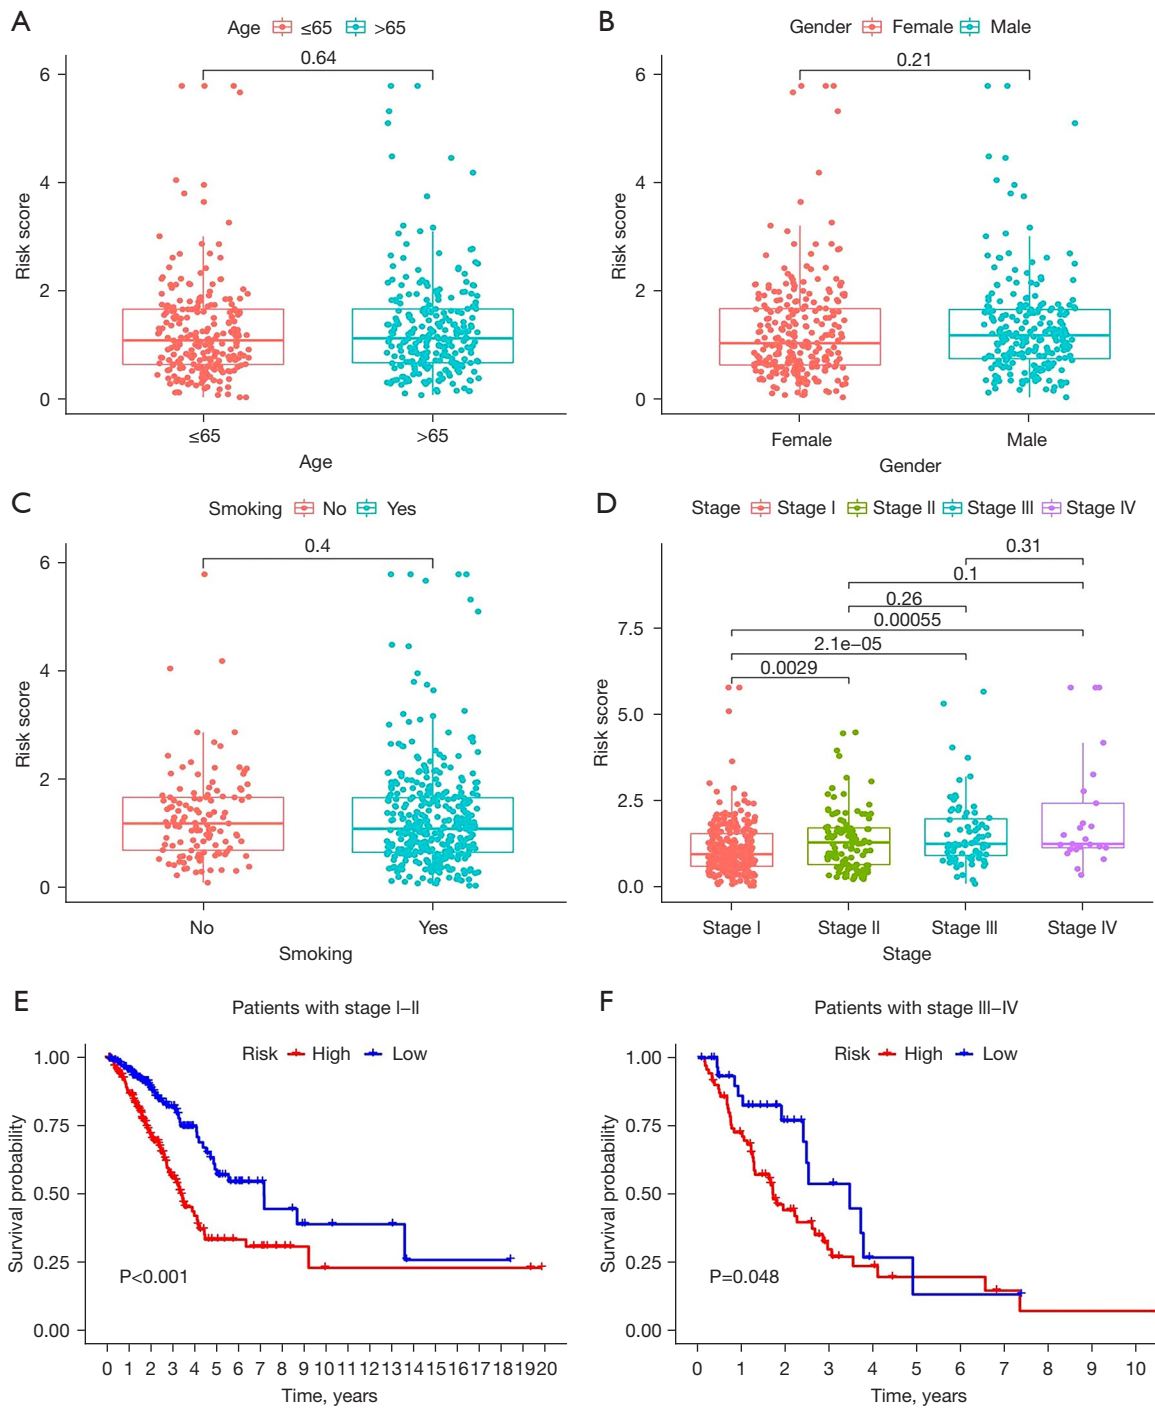 A
Age ≤65 >65
0.64
6
4
2
0
Risk score
≤65 >65
Age
B
Gender Female Male
0.21
6
4
2
0
Risk score
Female Male
Gender
C
Smoking No Yes
0.4
6
4
2
0
Risk score
No Yes
Smoking
D
Stage Stage I Stage II Stage III Stage IV
0.31
0.1
0.26
0.00055
2.1e−05
0.0029
7.5
5.0
2.5
0.0
Risk score
Stage I Stage II Stage III Stage IV
Stage
E
Patients with stage I−II
Risk High Low
1.00
0.75
0.50
0.25
0.00
Survival probability
P<0.001
0 1 2 3 4 5 6 7 8 9 10 11 12 13 14 15 16 17 18 19 20
Time, years
F
Patients with stage III−IV
Risk High Low
1.00
0.75
0.50
0.25
0.00
Survival probability
P=0.048
0 1 2 3 4 5 6 7 8 9 10
Time, years